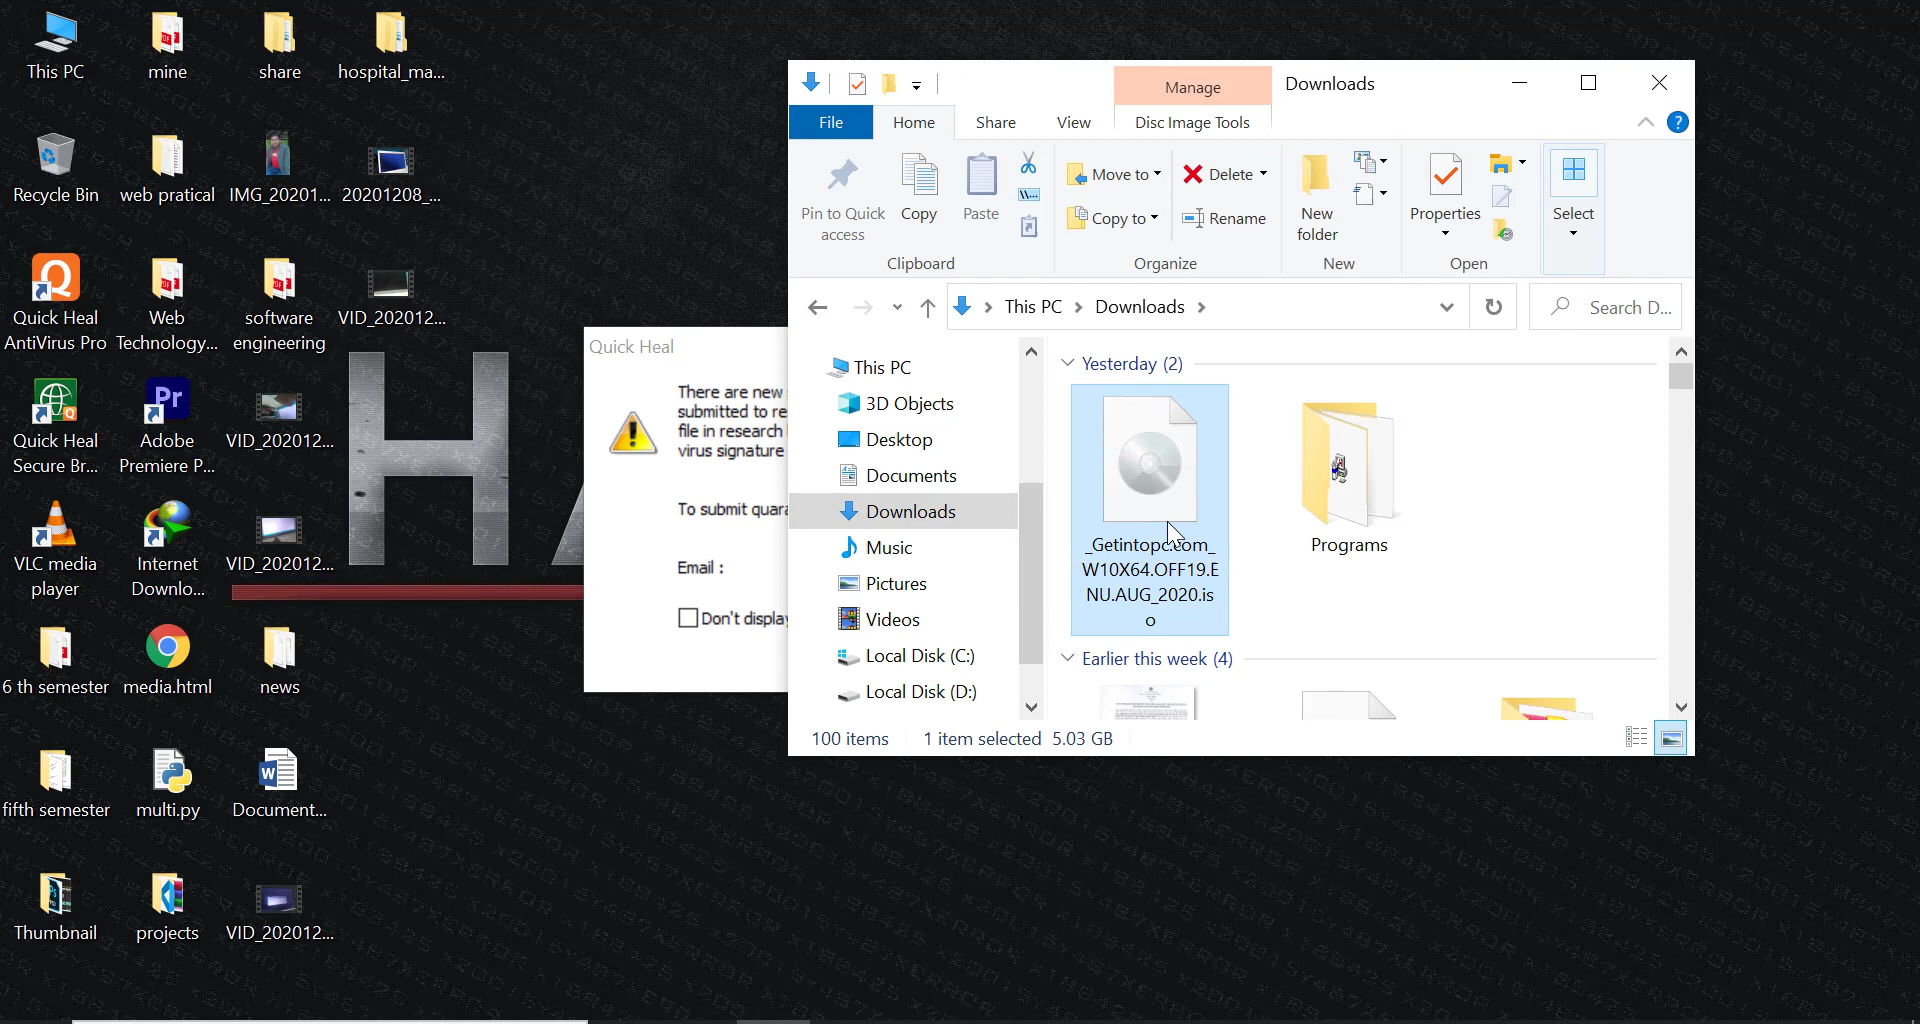 This PC
mine
share
hospital_ma...
Recycle Bin
web pratical
IMG_20201...
20201208_...
Quick Heal
AntiVirus Pro
Web
Technology...
software
engineering
VID_202012...
Quick Heal
Secure Br...
Adobe
Premiere P...
VID_202012...
VLC media
player
Internet
Downlo...
VID_202012...
6 th semester
media.html
news
fifth semester
multi.py
Document...
Thumbnail
projects
VID_202012...
H
Quick Heal
There are new
submitted to re
file in research
virus signature
To submit quara
Email :
Don't display
Manage
Downloads
File
Home
Share
View
Disc Image Tools
Pin to Quick
access
Copy
Paste
Move to
Copy to
Delete
Rename
New
folder
Properties
Select
Clipboard
Organize
New
Open
This PC
Downloads
Search D...
This PC
3D Objects
Desktop
Documents
Downloads
Music
Pictures
Videos
Local Disk (C:)
Local Disk (D:)
Yesterday (2)
_Getintopc.com_
W10X64.OFF19.E
NU.AUG_2020.is
o
Programs
Earlier this week (4)
100 items
1 item selected 5.03 GB